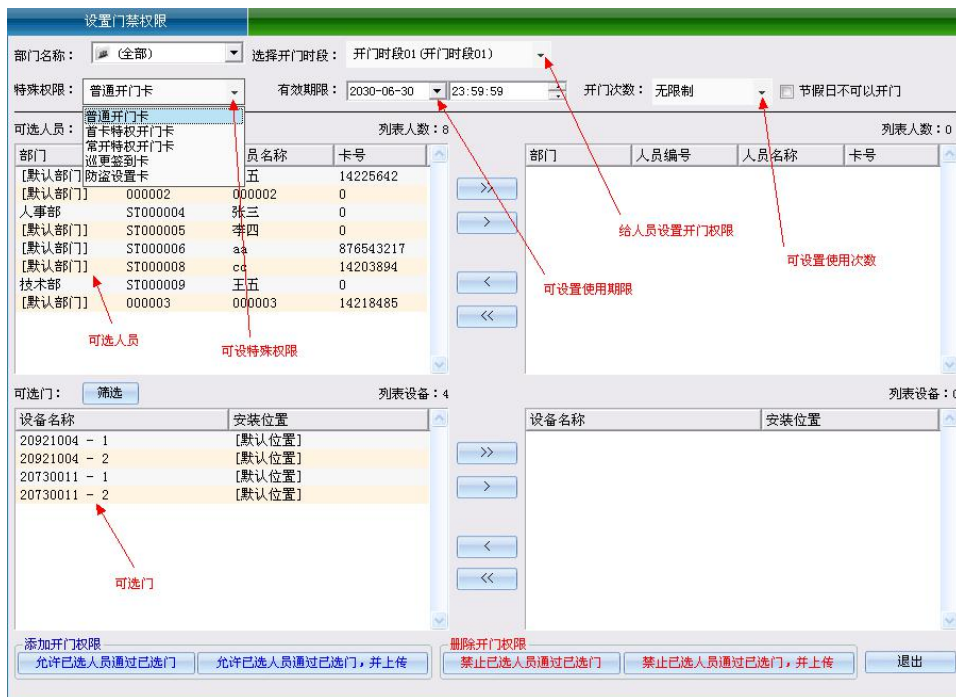 设置门禁权限
部门名称： (全部) 选择开门时段： 开门时段01(开门时段01)
特殊权限： 普通开门卡 有效期限： 2030-06-30 23:59:59 开门次数： 无限制 节假日不可以开门
普通开门卡
首卡特权开门卡
常开特权开门卡
巡更签到卡
防盗设置卡
可选人员： 列表人数：8 列表人数：0
部门 员名称 卡号 部门 人员编号 人员名称 卡号
[默认部门 五 14225642
[默认部门] 000002 000002 0
人事部 ST000004 张三 0
[默认部门] ST000005 李四 0
[默认部门] ST000006 aa 876543217
[默认部门] ST000008 cc 14203894
技术部 ST000009 王五 0
[默认部门] 000003 000003 14218485
>>
>
<
<<
给人员设置开门权限
可设置使用次数
可设置使用期限
可选人员
可设特殊权限
可选门： 筛选 列表设备：4 列表设备：0
设备名称 安装位置 设备名称 安装位置
20921004 - 1 [默认位置]
20921004 - 2 [默认位置]
20730011 - 1 [默认位置]
20730011 - 2 [默认位置]
>>
>
<
<<
可选门
添加开门权限 删除开门权限
允许已选人员通过已选门 允许已选人员通过已选门，并上传 禁止已选人员通过已选门 禁止已选人员通过已选门，并上传 退出